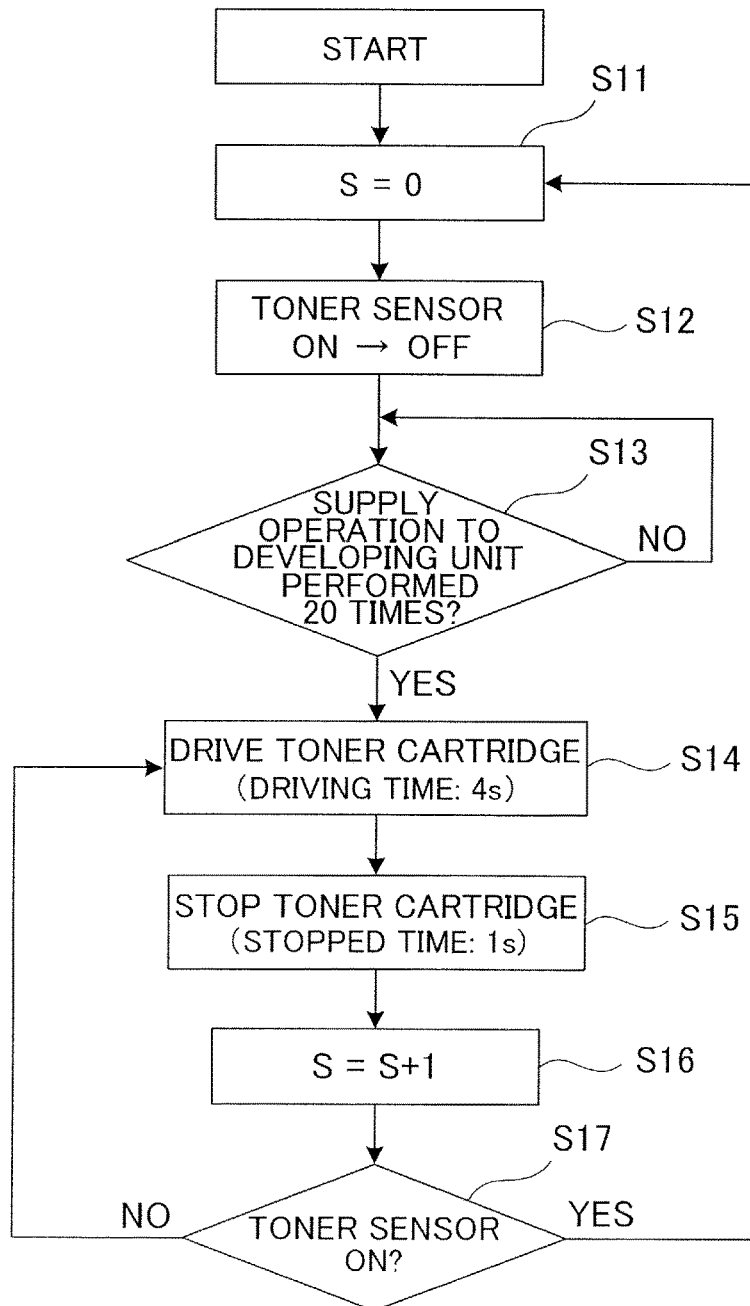 START
S11
S = 0
TONER SENSOR
ON → OFF
S12
S13
SUPPLY
OPERATION TO
DEVELOPING UNIT
PERFORMED
20 TIMES?
NO
YES
DRIVE TONER CARTRIDGE
(DRIVING TIME: 4s)
S14
STOP TONER CARTRIDGE
(STOPPED TIME: 1s)
S15
S = S+1
S16
S17
NO
TONER SENSOR
ON?
YES